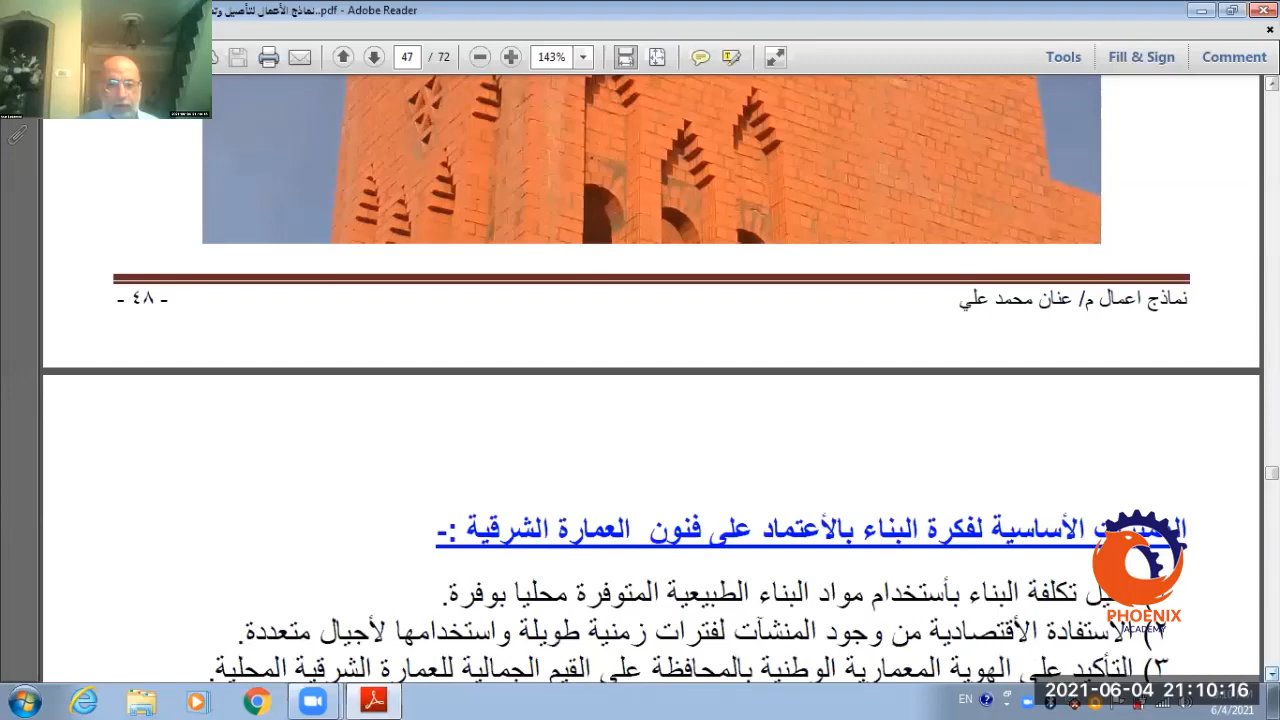 نماذج الأعمال لتأصيل وت..pdf - Adobe Reader
47 / 72
143%
Tools
Fill & Sign
Comment
نماذج اعمال م/ عنان محمد علي
- ٤٨ -
الأساسية لفكرة البناء بالأعتماد على فنون العمارة الشرقية :-
تكلفة البناء بأستخدام مواد البناء الطبيعية المتوفرة محليا بوفرة.
الاستفادة الأقتصادية من وجود المنشآت لفترات زمنية طويلة واستخدامها لأجيال متعددة.
٣) التأكيد على الهوية المعمارية الوطنية بالمحافظة على القيم الجمالية للعمارة الشرقية المحلية.
PHOENIX
ACADEMY
EN
2021-06-04 21:10:16
6/4/2021